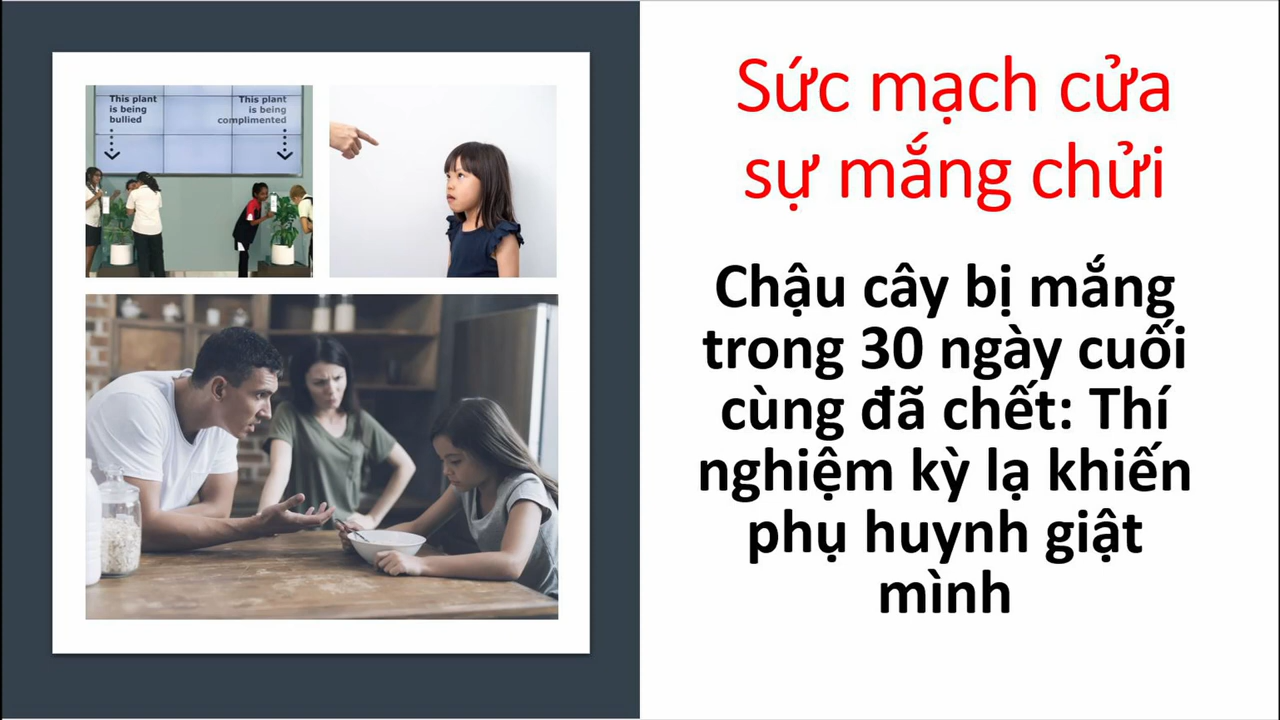 This plant
is being
bullied
This plant
is being
complimented
Sức mạch cửa
sự mắng chửi
Chậu cây bị mắng
trong 30 ngày cuối
cùng đã chết: Thí
nghiệm kỳ lạ khiến
phụ huynh giật
mình